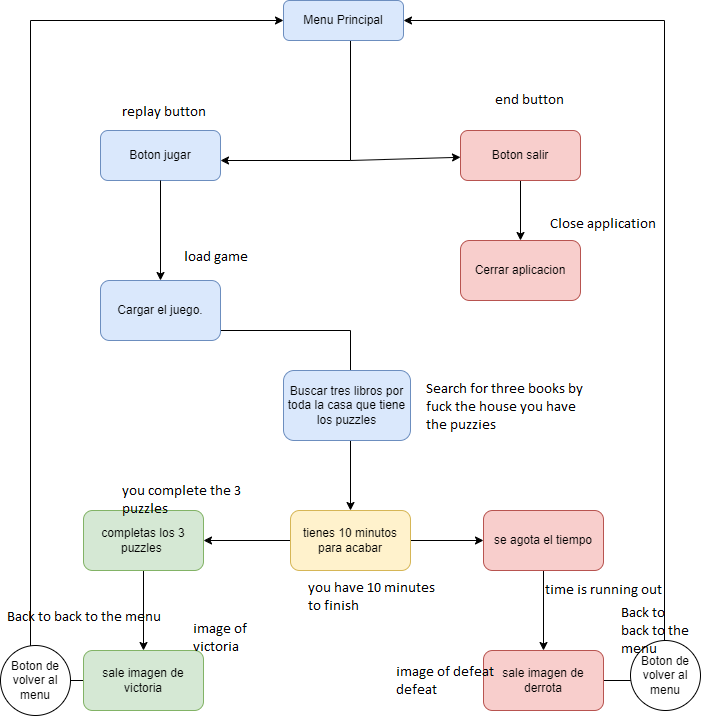 Menu Principal
replay button
end button
Boton jugar
Boton salir
Close application
load game
Cerrar aplicacion
Cargar el juego.
Buscar tres libros por
toda la casa que tiene
los puzzles
Search for three books by
fuck the house you have
the puzzies
you complete the 3
puzzles
completas los 3
puzzles
tienes 10 minutos
para acabar
se agota el tiempo
you have 10 minutes
to finish
time is running out
Back to back to the menu
image of
victoria
Back to
back to the
menu
Boton de
volver al
menu
sale imagen de
victoria
image of defeat
defeat
sale imagen de
derrota
Boton de
volver al
menu